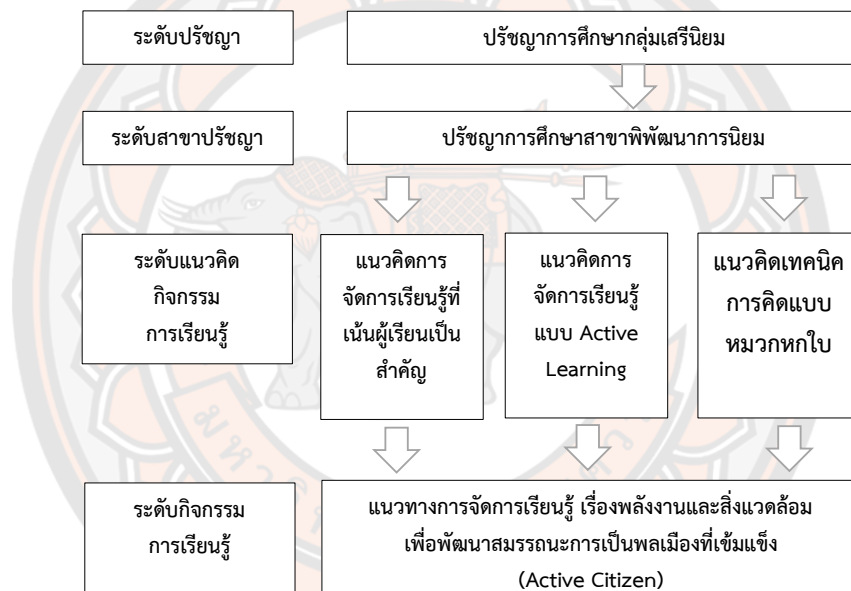 ระดับปรัชญา
ปรัชญาการศึกษากลุ่มเสรีนิยม
ระดับสาขาปรัชญา
ปรัชญาการศึกษาสาขาพิพัฒนาการนิยม
ระดับแนวคิด
กิจกรรม
การเรียนรู้
แนวคิดการ
จัดการเรียนรู้ที่
เน้นผู้เรียนเป็น
สำคัญ
แนวคิดการ
จัดการเรียนรู้
แบบ Active
Learning
แนวคิดเทคนิค
การคิดแบบ
หมวกหกใบ
ระดับกิจกรรม
การเรียนรู้
แนวทางการจัดการเรียนรู้ เรื่องพลังงานและสิ่งแวดล้อม
เพื่อพัฒนาสมรรถนะการเป็นพลเมืองที่เข้มแข็ง
(Active Citizen)